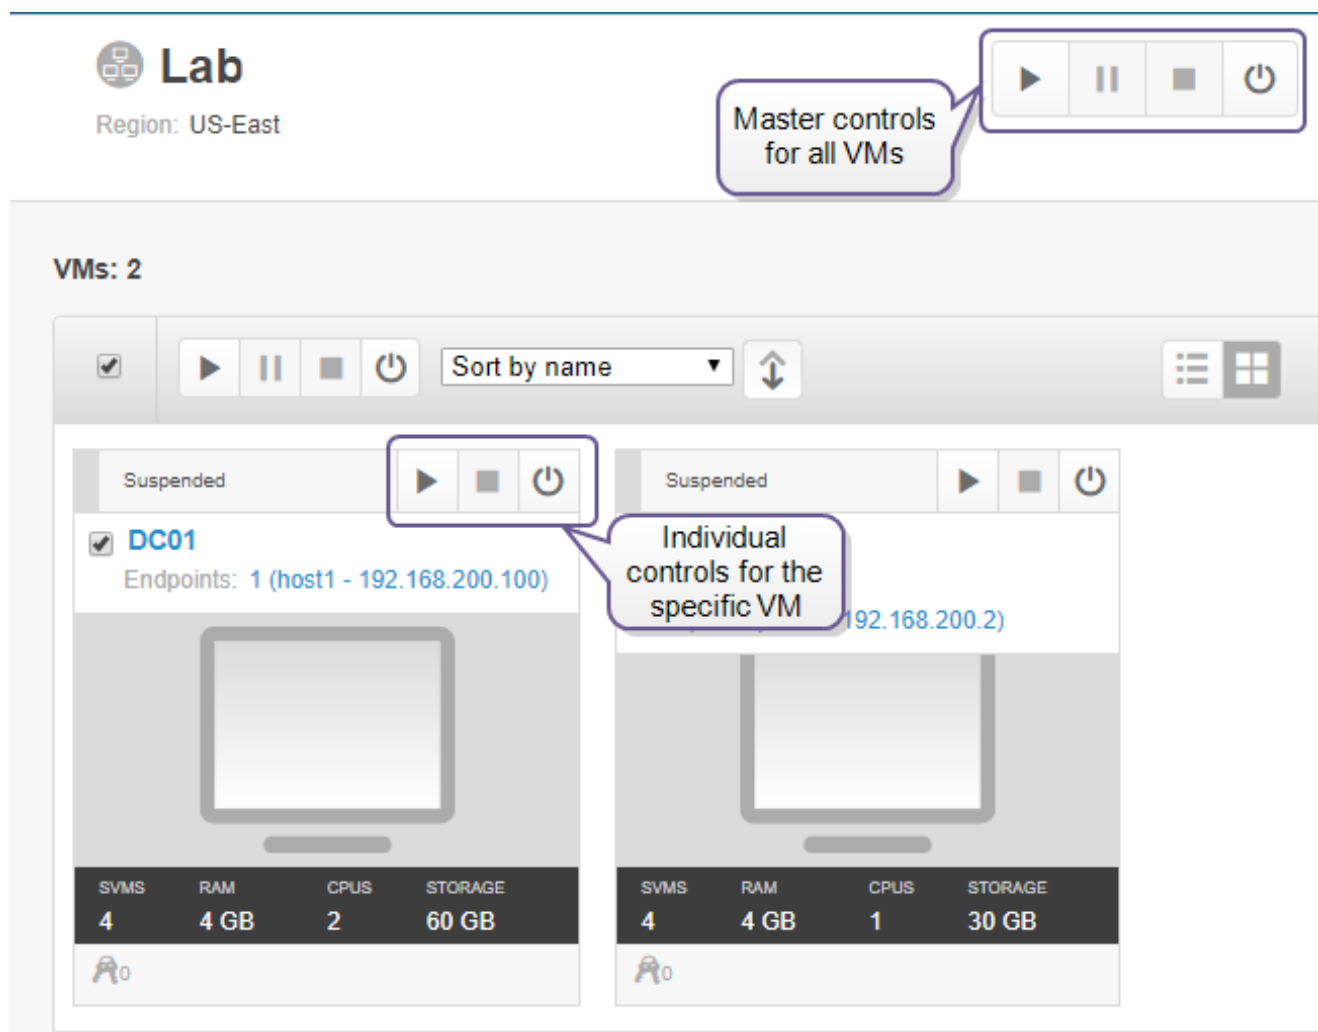 Lab
Region: US-East
Master controls
for all VMs
VMs: 2
Sort by name
Suspended
Suspended
DC01
Endpoints: 1 (host1 - 192.168.200.100)
Individual
controls for the
specific VM
192.168.200.2)
SVMS RAM CPUS STORAGE
4 4 GB 2 60 GB
SVMS RAM CPUS STORAGE
4 4 GB 1 30 GB
0
0